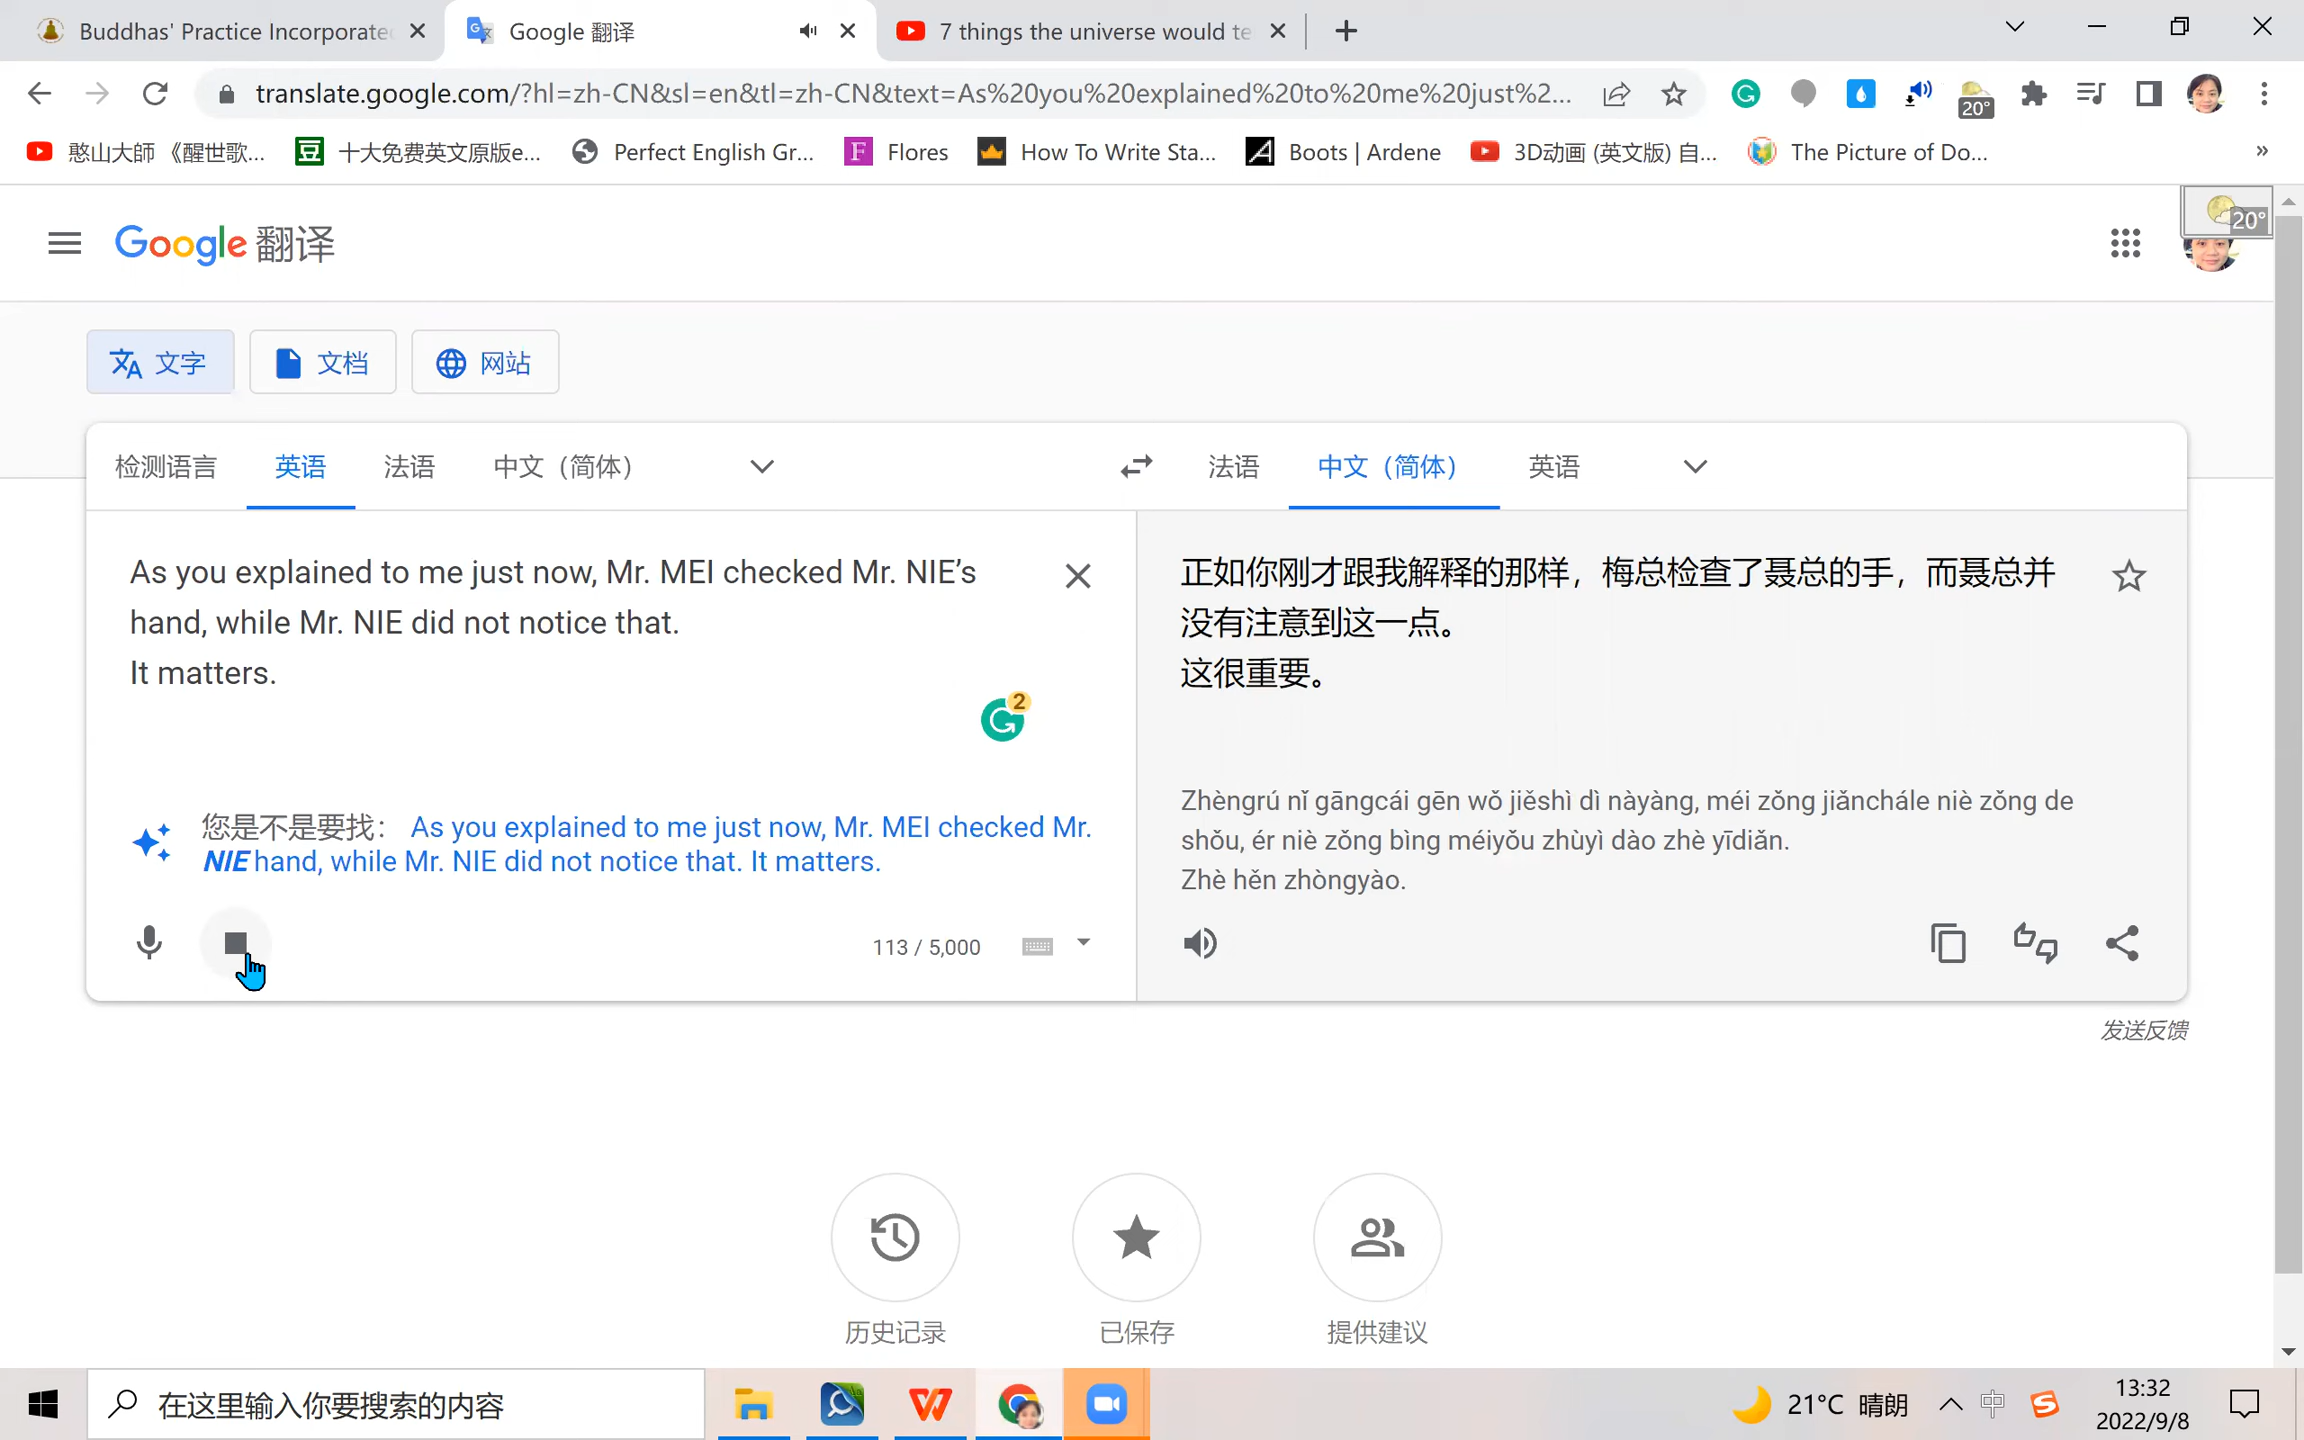 Buddhas' Practice Incorporate
Google 翻译
7 things the universe would te
translate.google.com/?hl=zh-CN&sl=en&tl=zh-CN&text=As%20you%20explained%20to%20me%20just%2...
20°
憨山大師 《醒世歌...
豆
十大免费英文原版e...
Perfect English Gr...
F
Flores
How To Write Sta...
Boots | Ardene
3D动画 (英文版) 自...
The Picture of Do...
»
Google 翻译
20°
文字
文档
网站
检测语言
英语
法语
中文（简体）
法语
中文（简体）
英语
As you explained to me just now, Mr. MEI checked Mr. NIE’s
hand, while Mr. NIE did not notice that.
It matters.
2
正如你刚才跟我解释的那样，梅总检查了聂总的手，而聂总并
没有注意到这一点。
这很重要。
您是不是要找： As you explained to me just now, Mr. MEI checked Mr.
NIE hand, while Mr. NIE did not notice that. It matters.
Zhèngrú nǐ gāngcái gēn wǒ jiěshì dì nàyàng, méi zǒng jiǎnchále niè zǒng de
shǒu, ér niè zǒng bìng méiyǒu zhùyì dào zhè yīdiǎn.
Zhè hěn zhòngyào.
113 / 5,000
发送反馈
历史记录
已保存
提供建议
在这里输入你要搜索的内容
21°C 晴朗
中
13:32
2022/9/8